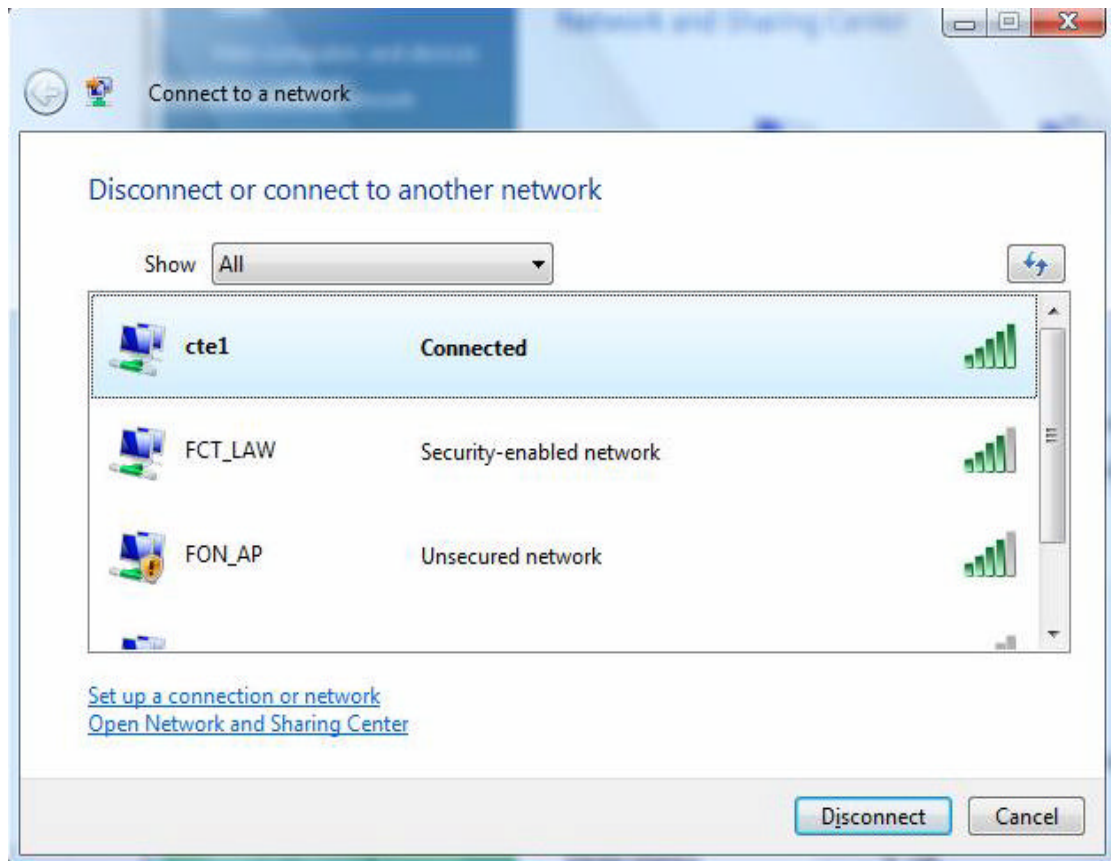 Network and Sharing Center
Connect to a network
Disconnect or connect to another network
Show All
cte1 Connected
FCT_LAW Security-enabled network
FON_AP Unsecured network
Set up a connection or network
Open Network and Sharing Center
Disconnect Cancel